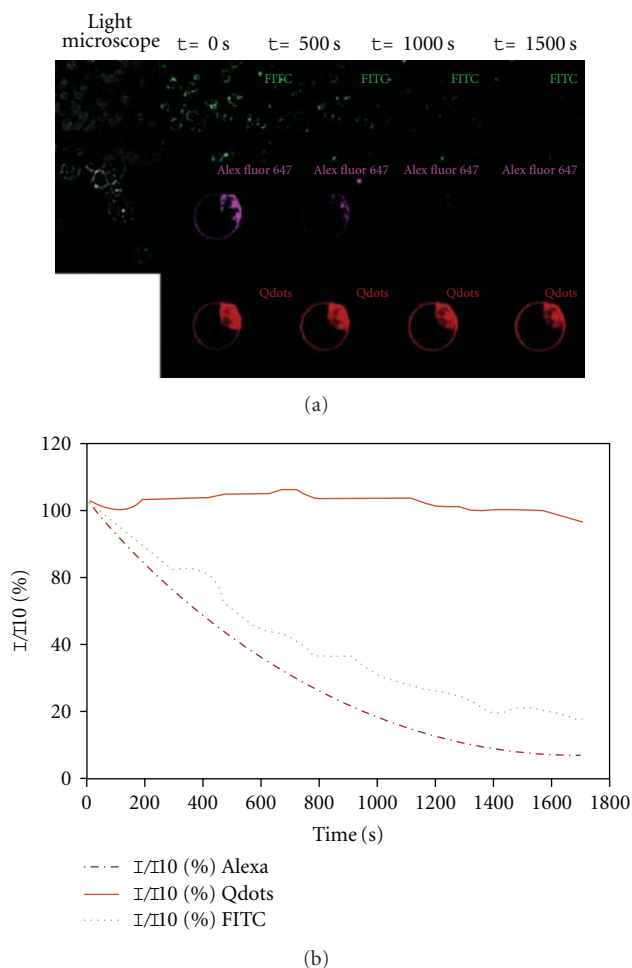 Light
microscope
t= 0 s t= 500 s t= 1000 s t= 1500 s
FITC FITC FITC FITC
Alex fluor 647 Alex fluor 647 Alex fluor 647 Alex fluor 647
Qdots Qdots Qdots Qdots
(a)
120
100
80
40
20
0
I/I10 (%)
0 200 400 600 800 1000 1200 1400 1600 1800
Time (s)
I/I10 (%) Alexa
I/I10 (%) Qdots
I/I10 (%) FITC
(b)